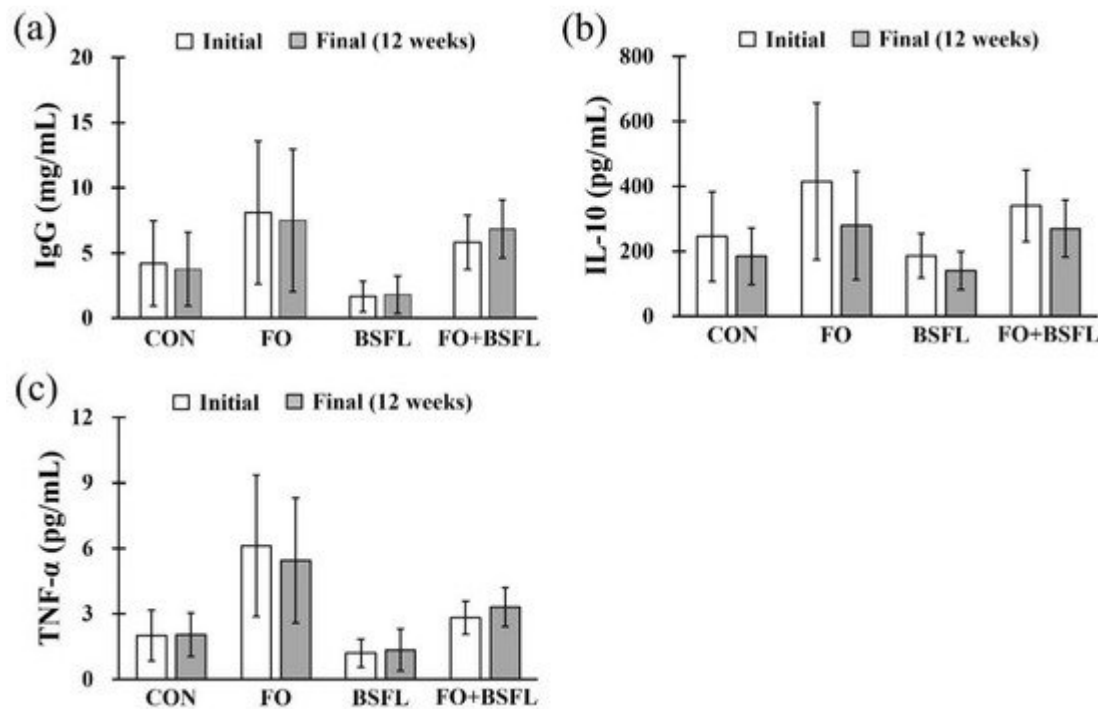 (a)
Initial Final (12 weeks)
IgG (mg/mL)
20
15
10
5
0
CON FO BSFL FO+BSFL
(b)
Initial Final (12 weeks)
IL-10 (pg/mL)
800
600
400
200
0
CON FO BSFL FO+BSFL
(c)
Initial Final (12 weeks)
TNF-α (pg/mL)
12
9
6
3
0
CON FO BSFL FO+BSFL